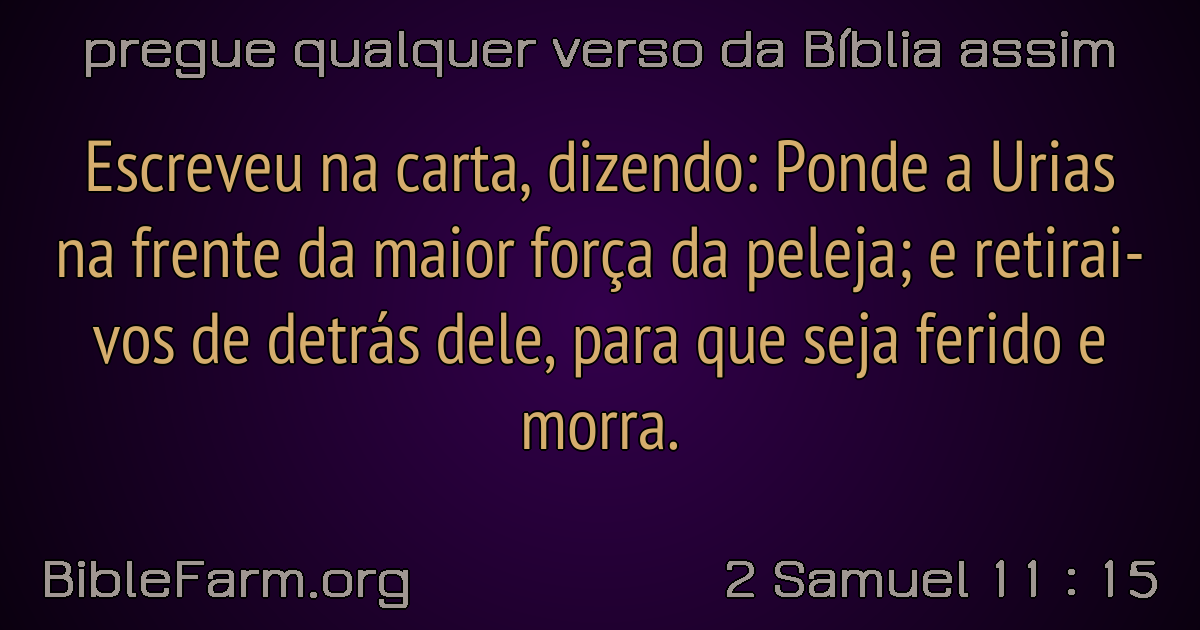 pregue qualquer verso da Bíblia assim
Escreveu na carta, dizendo: Ponde a Urias
na frente da maior força da peleja; e retirai-
vos de detrás dele, para que seja ferido e
morra.
BibleFarm.org
2 Samuel 11 : 15